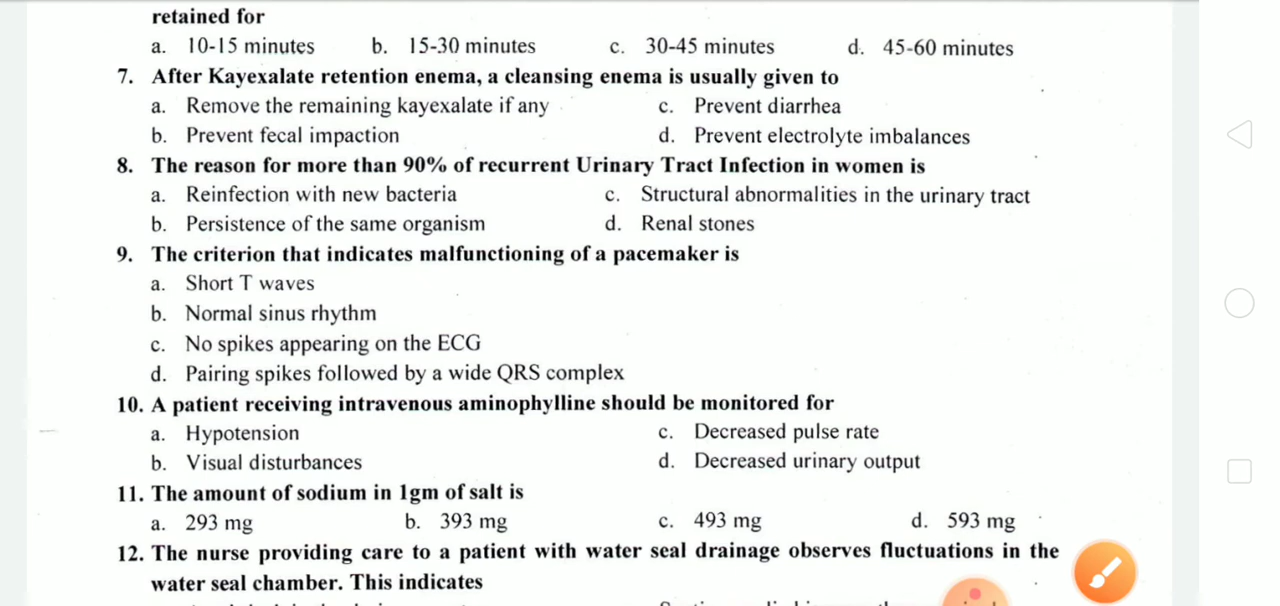 retained for
a. 10-15 minutes b. 15-30 minutes c. 30-45 minutes d. 45-60 minutes
7. After Kayexalate retention enema, a cleansing enema is usually given to
a. Remove the remaining kayexalate if any c. Prevent diarrhea
b. Prevent fecal impaction d. Prevent electrolyte imbalances
8. The reason for more than 90% of recurrent Urinary Tract Infection in women is
a. Reinfection with new bacteria c. Structural abnormalities in the urinary tract
b. Persistence of the same organism d. Renal stones
9. The criterion that indicates malfunctioning of a pacemaker is
a. Short T waves
b. Normal sinus rhythm
c. No spikes appearing on the ECG
d. Pairing spikes followed by a wide QRS complex
10. A patient receiving intravenous aminophylline should be monitored for
a. Hypotension c. Decreased pulse rate
b. Visual disturbances d. Decreased urinary output
11. The amount of sodium in 1gm of salt is
a. 293 mg b. 393 mg c. 493 mg d. 593 mg
12. The nurse providing care to a patient with water seal drainage observes fluctuations in the
water seal chamber. This indicates